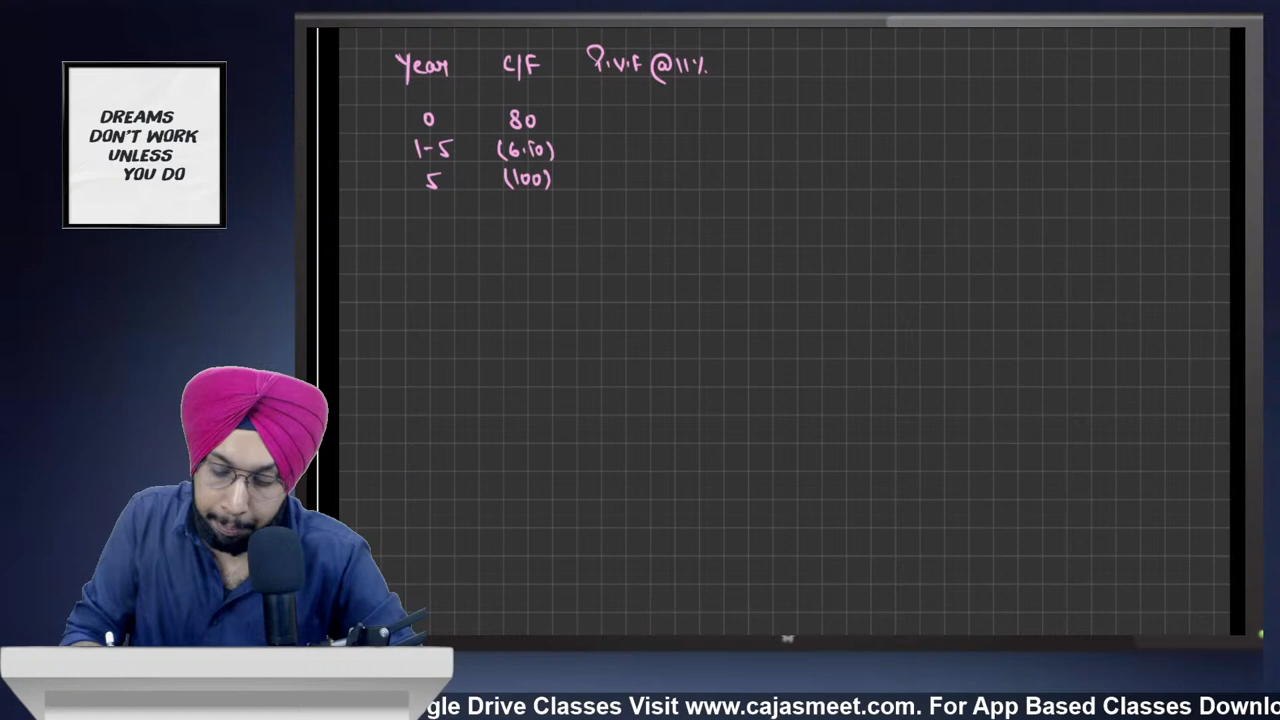 DREAMS
DON'T WORK
UNLESS
YOU DO
Year C/F P.V.F @11%
0 80
1-5 (6.50)
5 (100)
gle Drive Classes Visit www.cajasmeet.com. For App Based Classes Downlo